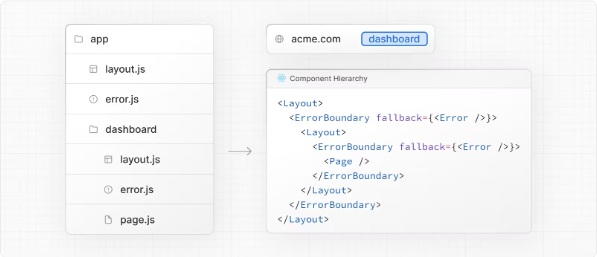 app
layout.js
error.js
dashboard
layout.js
error.js
page.js
acme.com dashboard
Component Hierarchy
<Layout>
<ErrorBoundary fallback={<Error />}>
<Layout>
<ErrorBoundary fallback={<Error />}>
<Page />
</ErrorBoundary>
</Layout>
</ErrorBoundary>
</Layout>